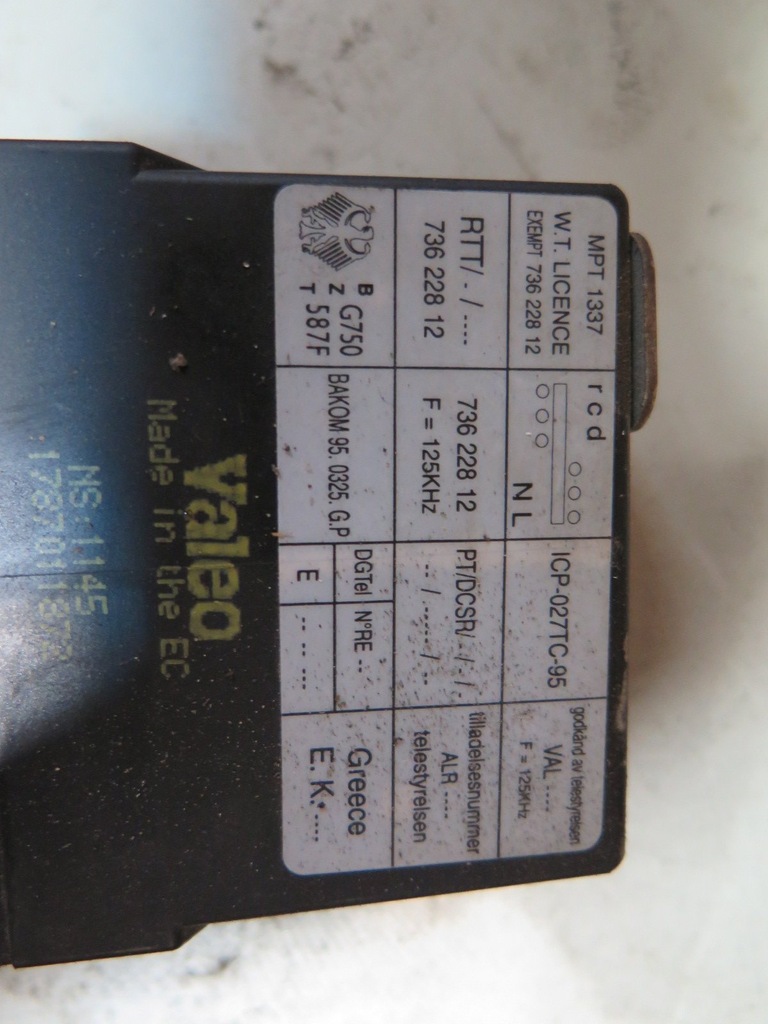 MPT 1337
W.T. LICENCE
EXEMPT 736 228 12
r c d
N L
ICP-027TC-95
godkänd av telestyrelsen
VAL ----
F = 125KHz
RTT/ - / ----
736 228 12
736 228 12
F = 125KHz
PT/DCSR/ - / - / -
-- / ----- / --
tilladelsesnummer
ALR ----
telestyrelsen
B
Z G750
T 587F
BAKOM 95. 0325. G.P
DGTel N°RE --
E -- -- ---
Greece
E. K. ----
Valeo
Made in the EC
NS:1145